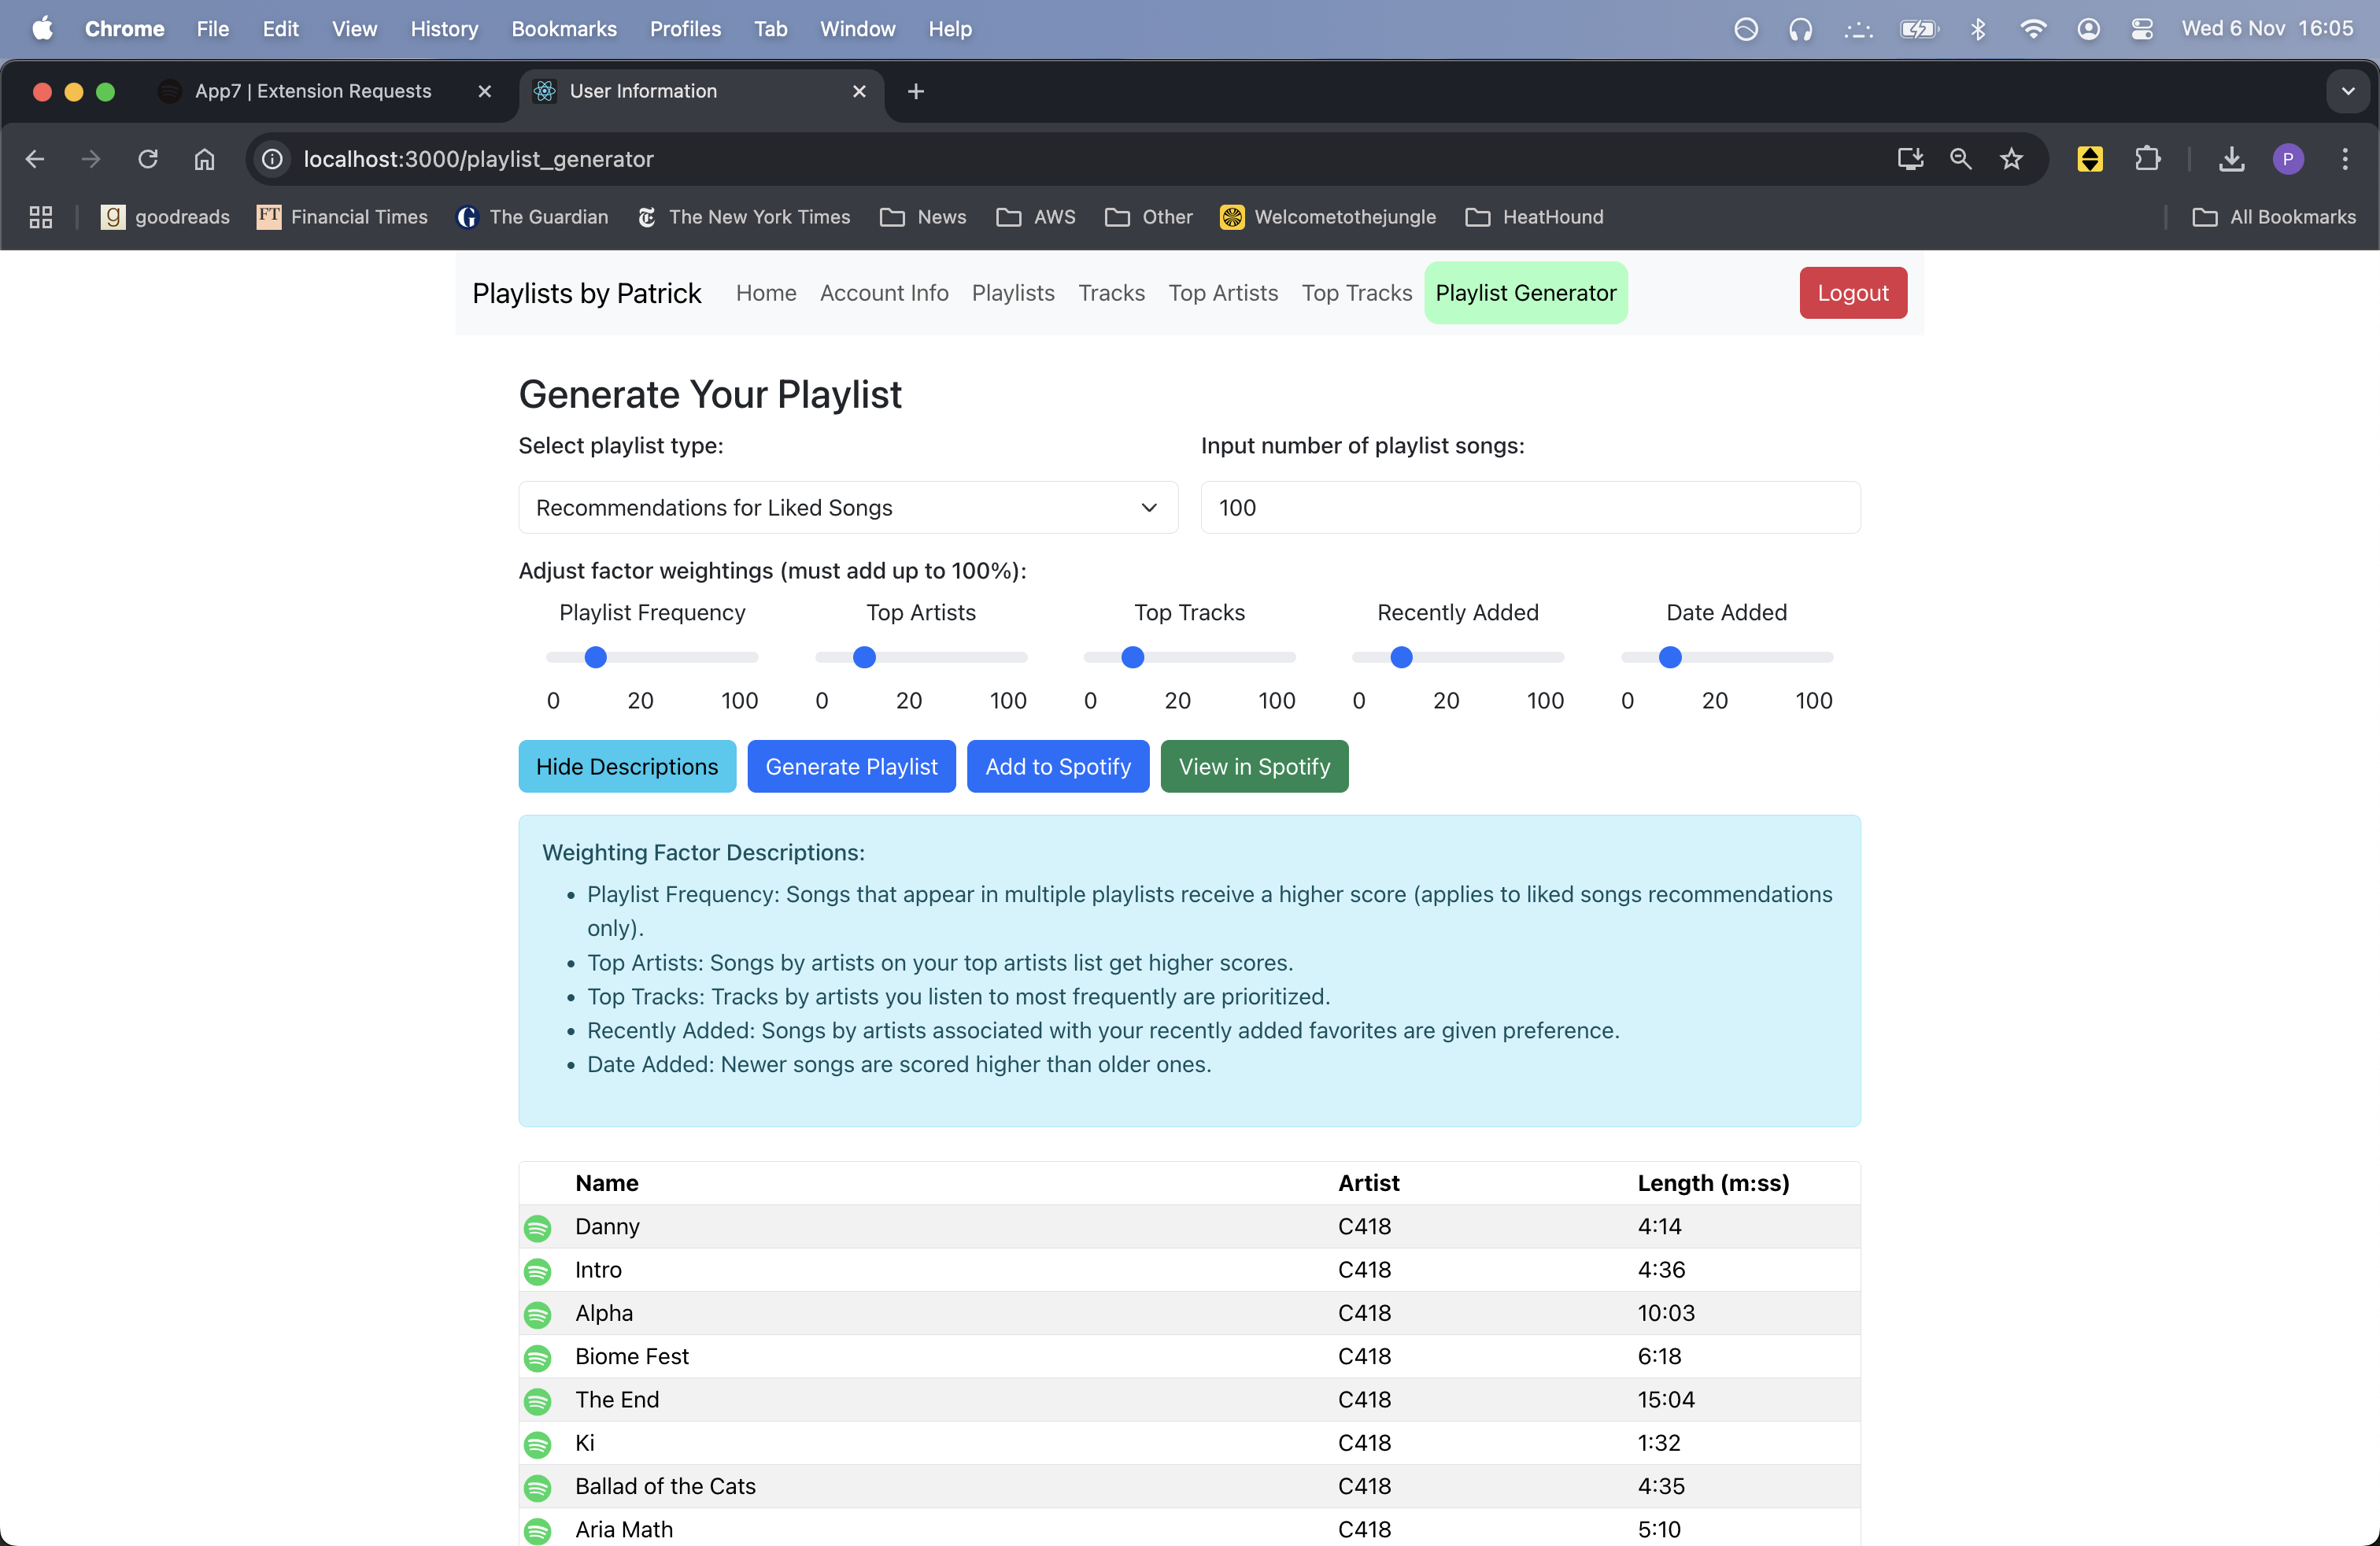 Chrome File Edit View History Bookmarks Profiles Tab Window Help Wed 6 Nov 16:05
App7 | Extension Requests User Information
localhost:3000/playlist_generator P
g goodreads FT Financial Times G The Guardian The New York Times News AWS Other Welcometothejungle HeatHound All Bookmarks
Playlists by Patrick Home Account Info Playlists Tracks Top Artists Top Tracks Playlist Generator Logout
Generate Your Playlist
Select playlist type: Input number of playlist songs:
Recommendations for Liked Songs 100
Adjust factor weightings (must add up to 100%):
Playlist Frequency Top Artists Top Tracks Recently Added Date Added
0 20 100 0 20 100 0 20 100 0 20 100 0 20 100
Hide Descriptions Generate Playlist Add to Spotify View in Spotify
Weighting Factor Descriptions:
• Playlist Frequency: Songs that appear in multiple playlists receive a higher score (applies to liked songs recommendations
only).
• Top Artists: Songs by artists on your top artists list get higher scores.
• Top Tracks: Tracks by artists you listen to most frequently are prioritized.
• Recently Added: Songs by artists associated with your recently added favorites are given preference.
• Date Added: Newer songs are scored higher than older ones.
Name Artist Length (m:ss)
Danny C418 4:14
Intro C418 4:36
Alpha C418 10:03
Biome Fest C418 6:18
The End C418 15:04
Ki C418 1:32
Ballad of the Cats C418 4:35
Aria Math C418 5:10